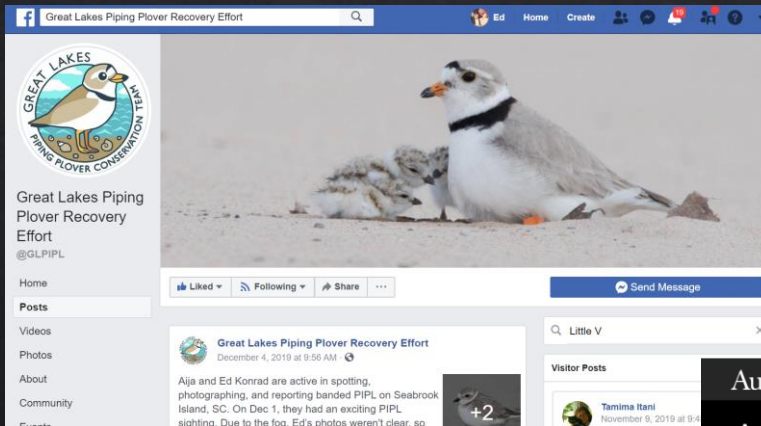 Great Lakes Piping Plover Recovery Effort
Ed Home Create 19
GREAT LAKES
PIPING PLOVER CONSERVATION TEAM
Great Lakes Piping
Plover Recovery
Effort
@GLPIPL
Home
Posts
Videos
Photos
About
Community
Events
Liked Following Share ...
Send Message
Great Lakes Piping Plover Recovery Effort
December 4, 2019 at 9:56 AM
Aija and Ed Konrad are active in spotting,
photographing, and reporting banded PIPL on Seabrook
Island, SC. On Dec 1, they had an exciting PIPL
sighting. Due to the fog, Ed's photos weren't clear, so
+2
Little V
Visitor Posts
Tamima Itani
November 9, 2019 at 9:4
Au